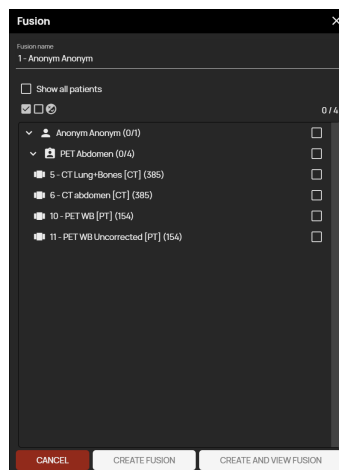 Fusion
Fusion name
1 - Anonym Anonym
Show all patients
0 / 4
Anonym Anonym (0/1)
PET Abdomen (0/4)
5 - CT Lung+Bones [CT] (385)
6 - CT abdomen [CT] (385)
10 - PET WB [PT] (154)
11 - PET WB Uncorrected [PT] (154)
CANCEL CREATE FUSION CREATE AND VIEW FUSION